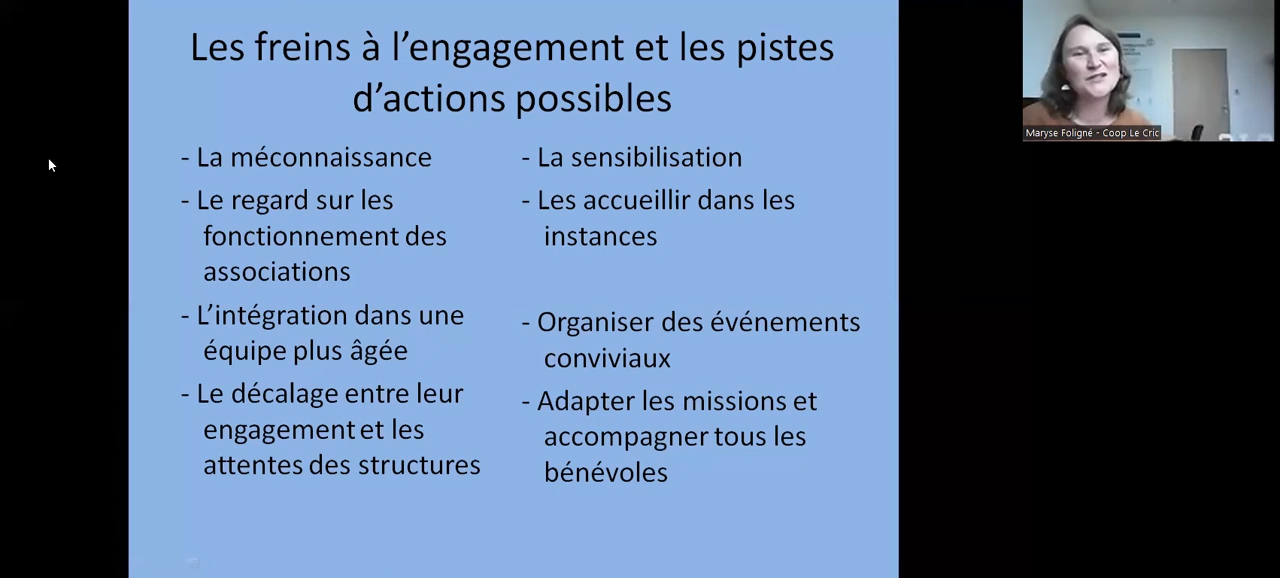 Les freins à l’engagement et les pistes
d’actions possibles
- La méconnaissance
- Le regard sur les
fonctionnement des
associations
- L’intégration dans une
équipe plus âgée
- Le décalage entre leur
engagement et les
attentes des structures
- La sensibilisation
- Les accueillir dans les
instances
- Organiser des événements
conviviaux
- Adapter les missions et
accompagner tous les
bénévoles
Maryse Foligné - Coop Le Cric